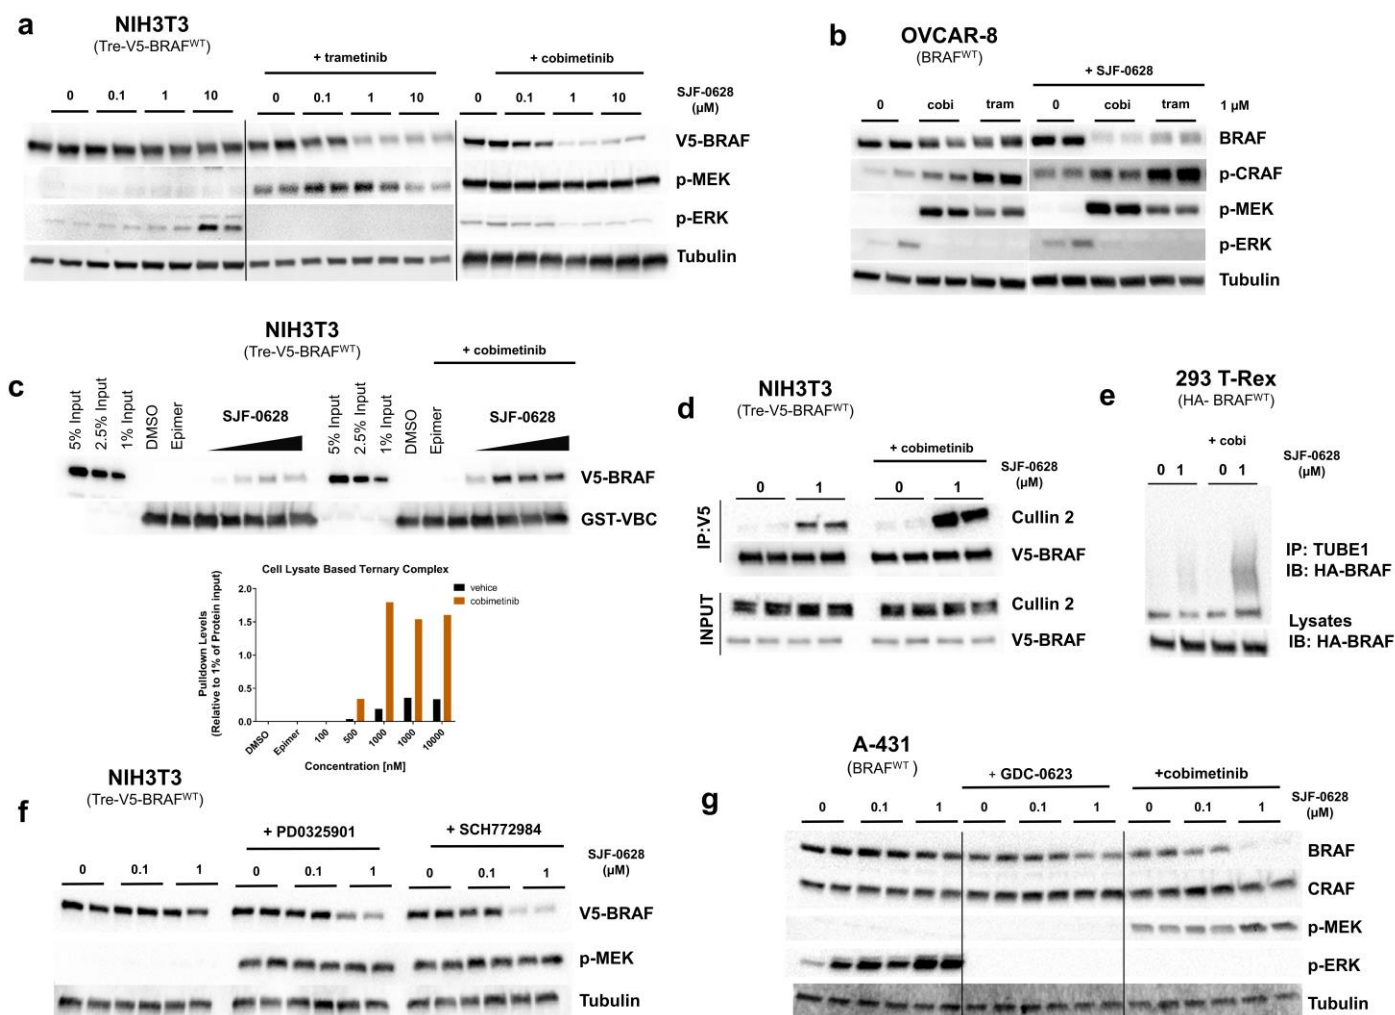 a
NIH3T3
(Tre-V5-BRAFWT)
+ trametinib
+ cobimetinib
0 0.1 1 10 0 0.1 1 10 0 0.1 1 10
SJF-0628
(µM)
V5-BRAF
p-MEK
p-ERK
Tubulin
b
OVCAR-8
(BRAFWT)
+ SJF-0628
0 cobi tram 0 cobi tram 1 µM
BRAF
p-CRAF
p-MEK
p-ERK
Tubulin
c
NIH3T3
(Tre-V5-BRAFWT)
+ cobimetinib
5% Input
2.5% Input
1% Input
DMSO
Epimer
SJF-0628
5% Input
2.5% Input
1% Input
DMSO
Epimer
SJF-0628
V5-BRAF
GST-VBC
Cell Lysate Based Ternary Complex
vehice
cobimetinib
Pulldown Levels
(Relative to 1% of Protein input)
2.0
1.5
1.0
0.5
0.0
DMSO Epimer 100 500 1000 1000 10000
Concentration [nM]
d
NIH3T3
(Tre-V5-BRAFWT)
+ cobimetinib
0 1 0 1
SJF-0628
(µM)
IP:V5
Cullin 2
V5-BRAF
INPUT
Cullin 2
V5-BRAF
e
293 T-Rex
(HA- BRAFWT)
+ cobi
0 1 0 1
SJF-0628
(µM)
IP: TUBE1
IB: HA-BRAF
Lysates
IB: HA-BRAF
f
NIH3T3
(Tre-V5-BRAFWT)
+ PD0325901
+ SCH772984
0 0.1 1 0 0.1 1 0 0.1 1
SJF-0628
(µM)
V5-BRAF
p-MEK
Tubulin
g
A-431
(BRAFWT )
+ GDC-0623
+cobimetinib
0 0.1 1 0 0.1 1 0 0.1 1
SJF-0628
(µM)
BRAF
CRAF
p-MEK
p-ERK
Tubulin